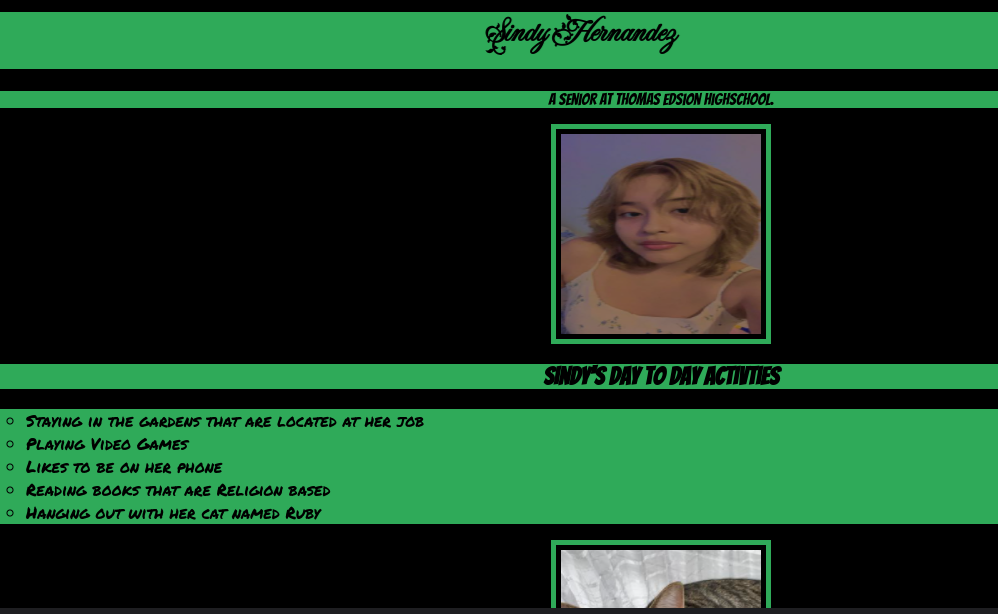 Sindy Hernandez
A SENIOR AT THOMAS EDSION HIGHSCHOOL.
SINDY'S DAY TO DAY ACTIVTIES
Staying in the gardens that are located at her job
Playing Video Games
Likes to be on her phone
Reading books that are Religion based
Hanging out with her cat named Ruby